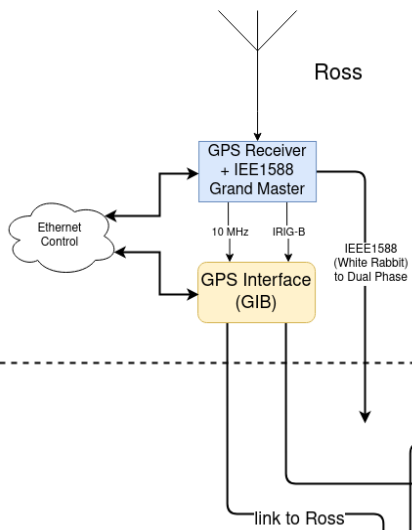 Ross
GPS Receiver
+ IEE1588
Grand Master
Ethernet
Control
10 MHz
IRIG-B
IEEE1588
(White Rabbit)
to Dual Phase
GPS Interface
(GIB)
link to Ross